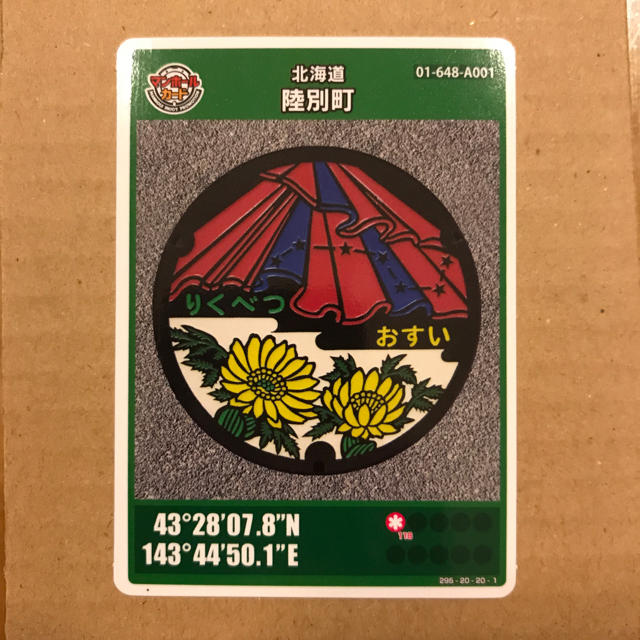 マンホール
カード
北海道
陸別町
01-648-A001
りくべつ
おすい
43°28'07.8"N
143°44'50.1"E
118
295-20-20-1